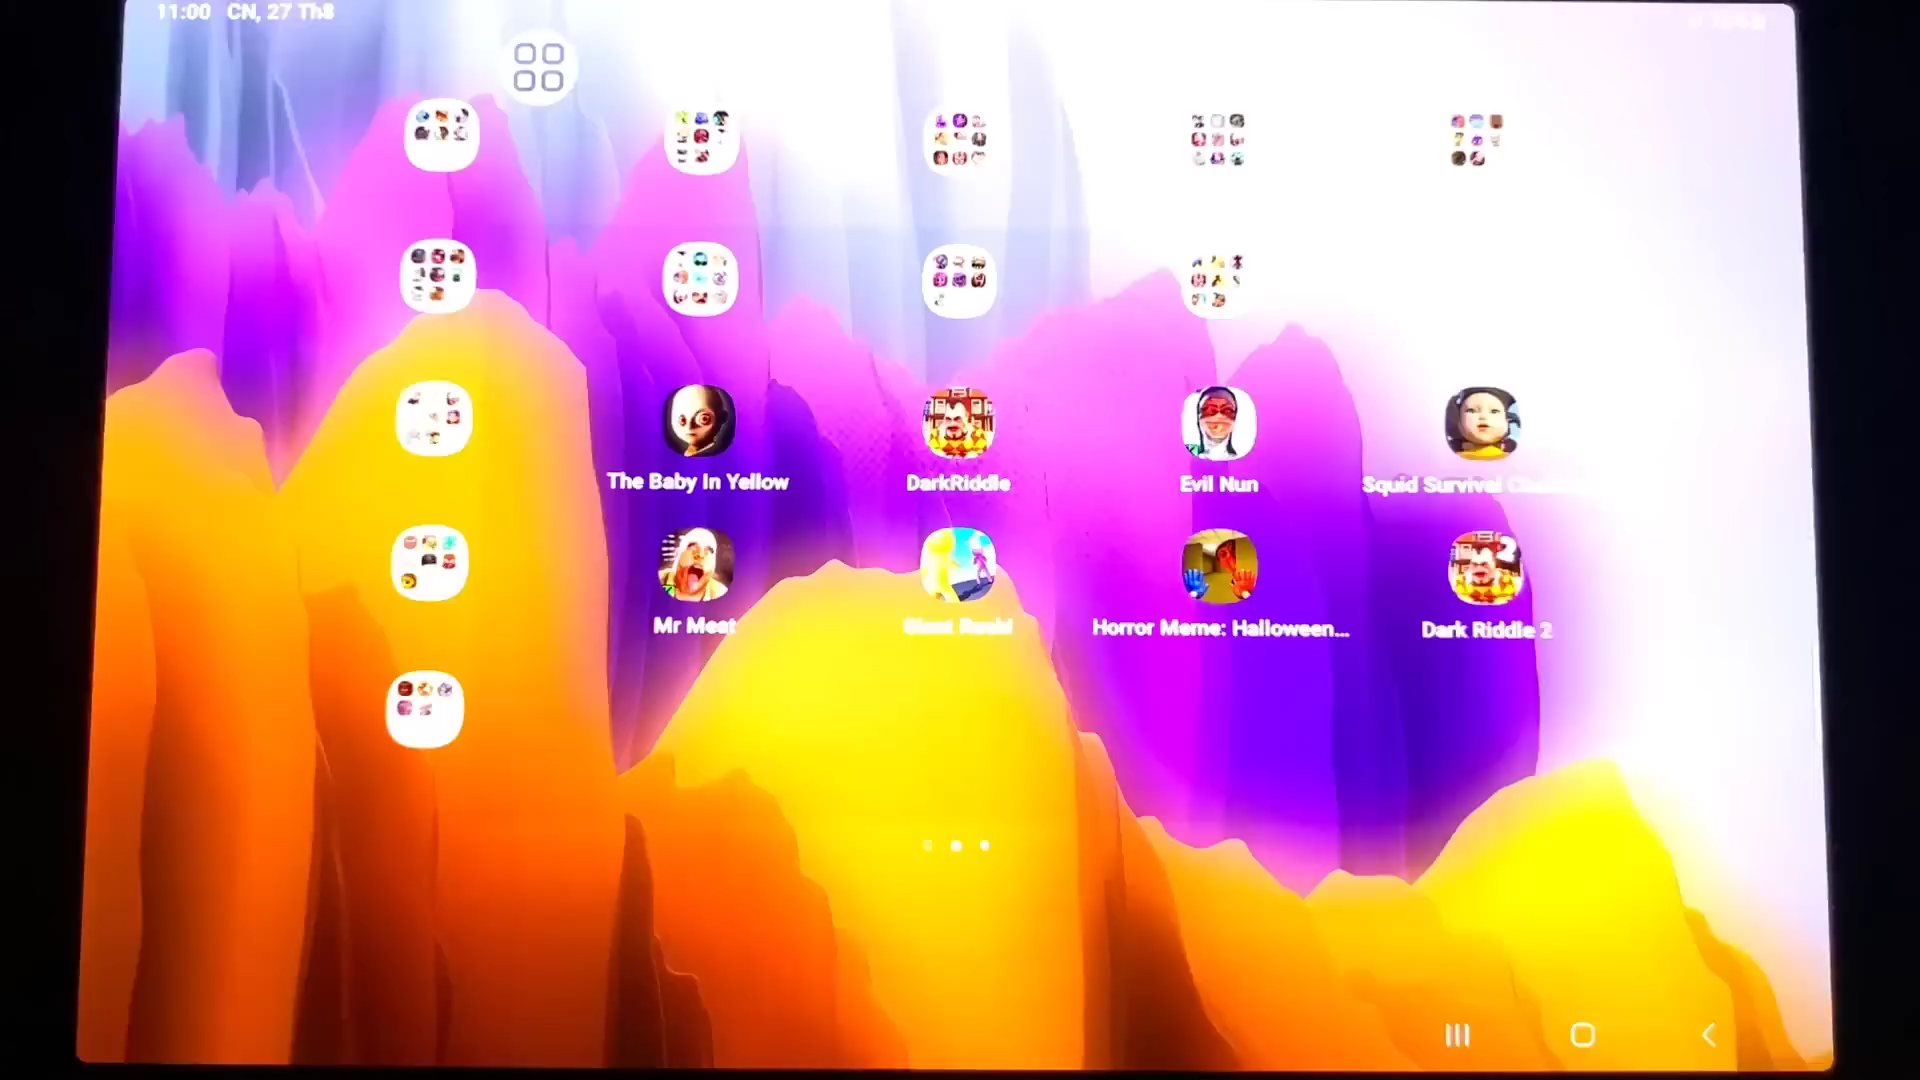 11:00 CN, 27 Th8
The Baby In Yellow
DarkRiddle
Evil Nun
Squid Survival
Mr Meat
Horror Meme: Halloween...
2
Dark Riddle 2